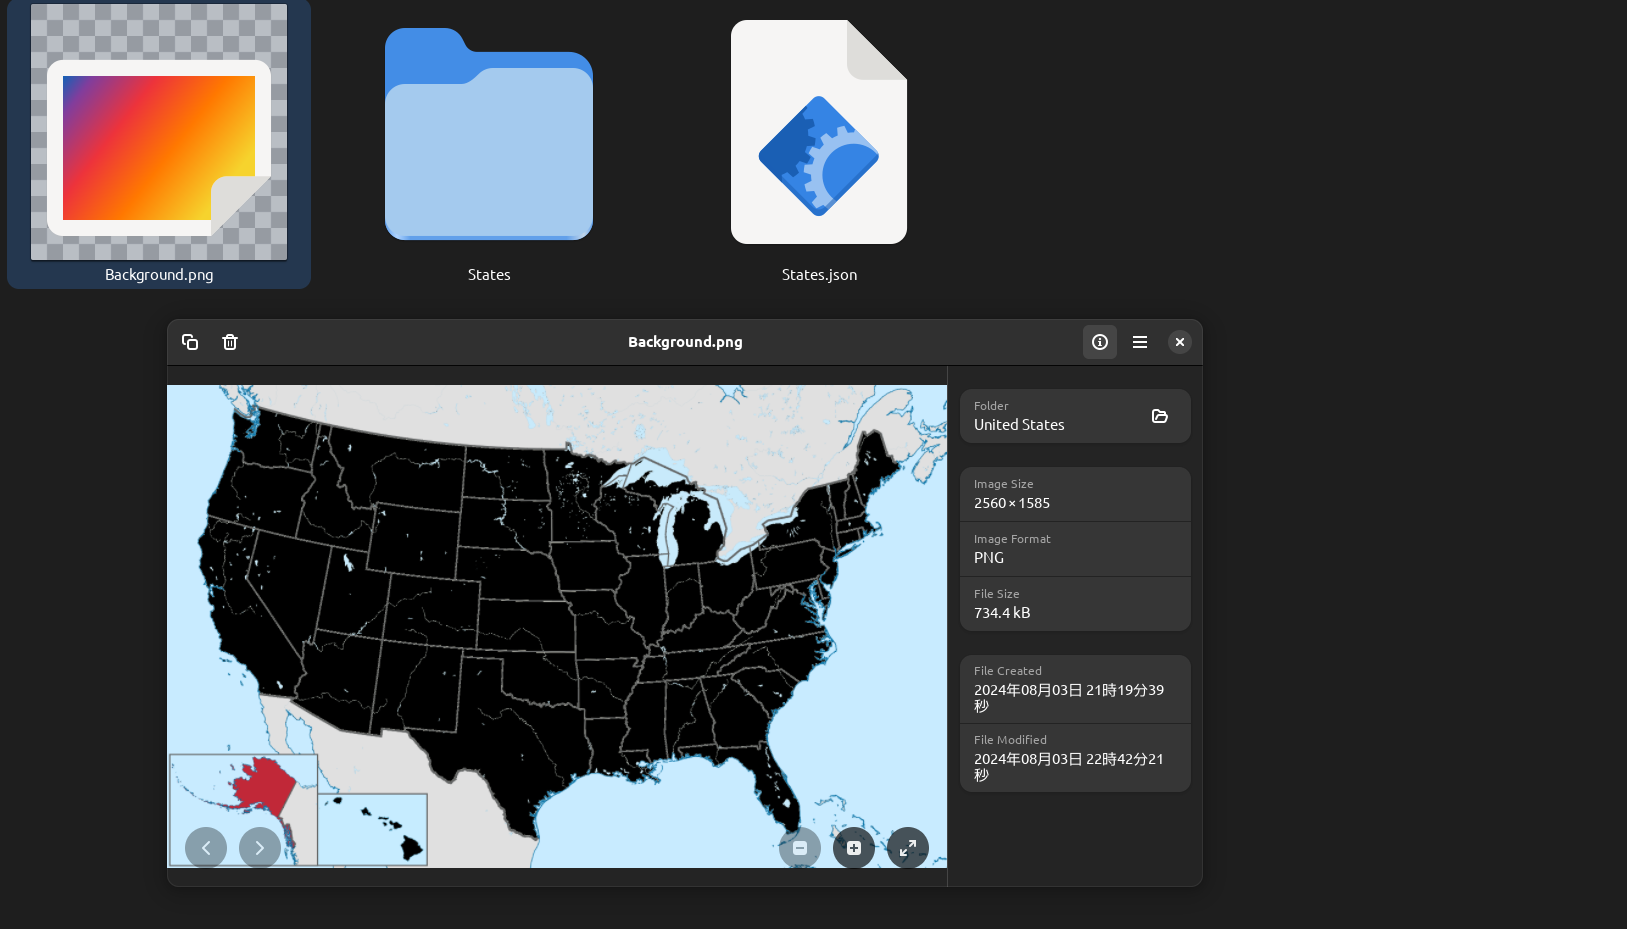 Background.png
States
States.json
Background.png
Folder
United States
Image Size
2560 × 1585
Image Format
PNG
File Size
734.4 kB
File Created
2024年08月03日 21時19分39
秒
File Modified
2024年08月03日 22時42分21
秒